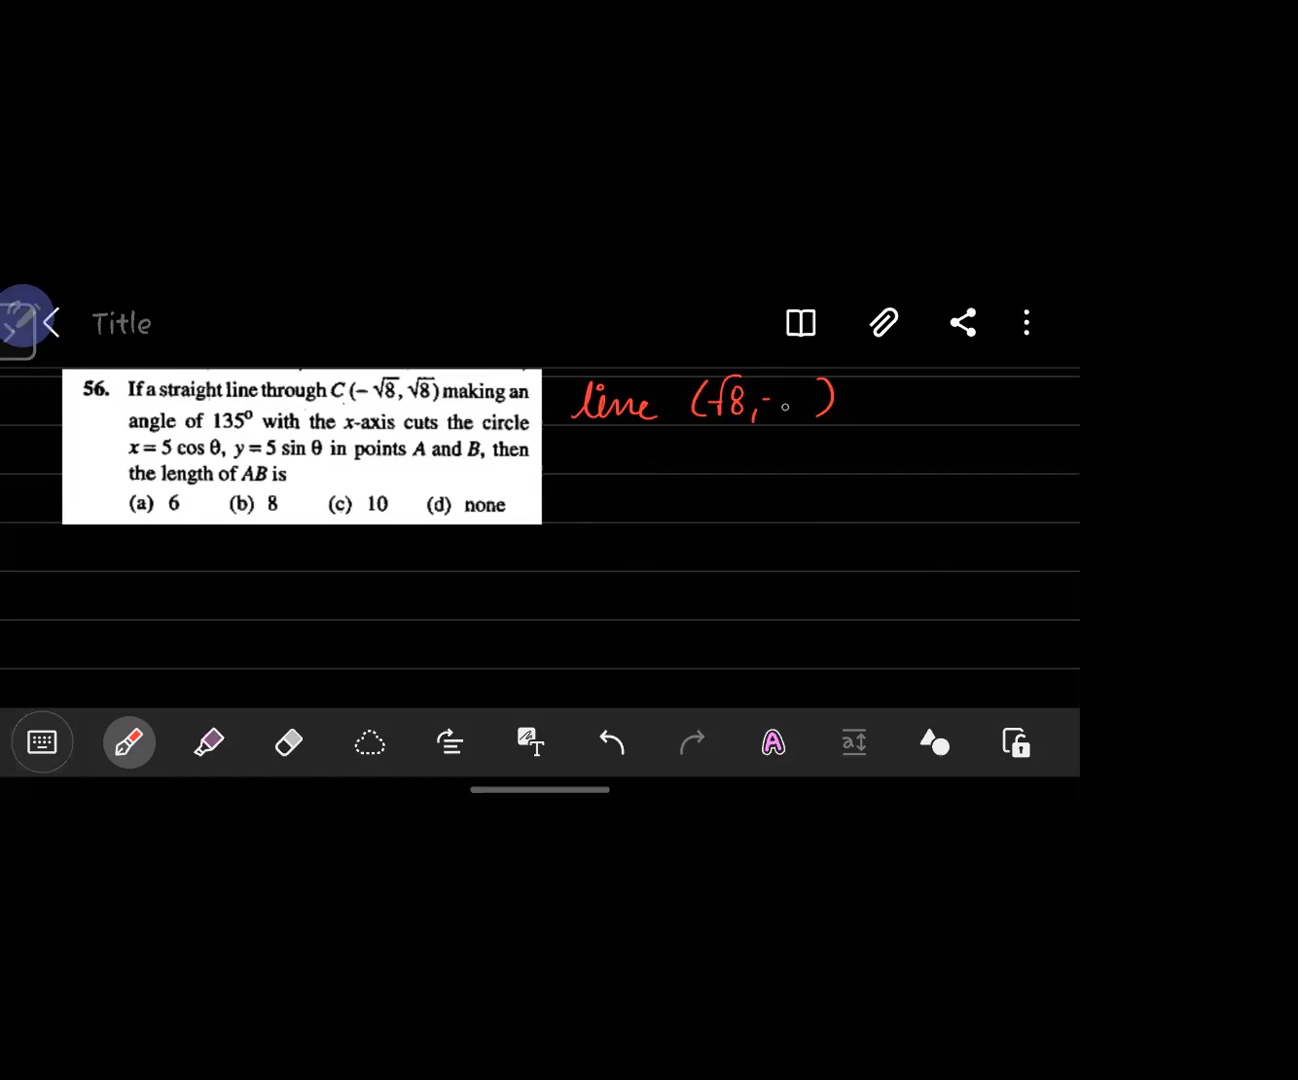 Title
56. If a straight line through C (– √8, √8) making an
angle of 135° with the x-axis cuts the circle
x = 5 cos θ, y = 5 sin θ in points A and B, then
the length of AB is
(a) 6 (b) 8 (c) 10 (d) none
line (√8, - )